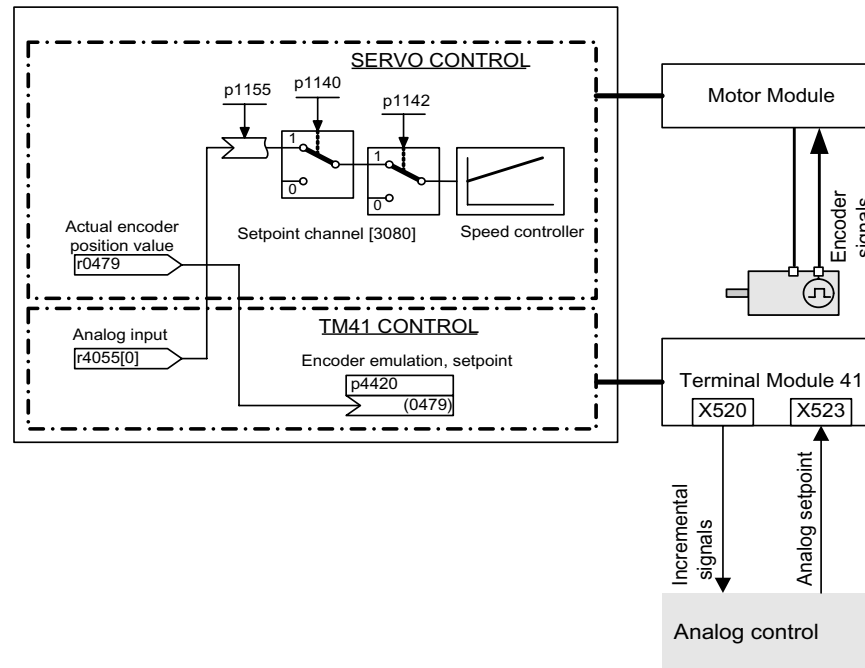 SERVO CONTROL
p1155
p1140
p1142
1
0
1
0
Setpoint channel [3080]
Speed controller
Actual encoder
position value
r0479
TM41 CONTROL
Analog input
r4055[0]
Encoder emulation, setpoint
p4420
(0479)
Motor Module
Encoder
signals
Terminal Module 41
X520
X523
Incremental
signals
Analog setpoint
Analog control